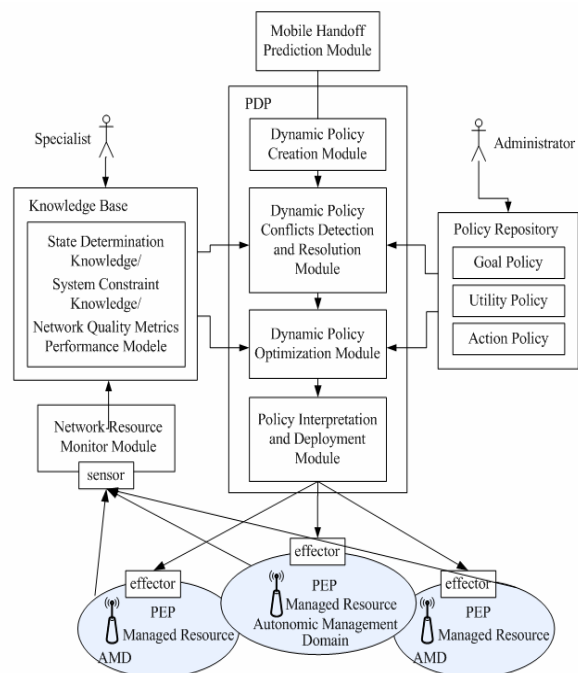 Mobile Handoff
Prediction Module
PDP
Specialist
Dynamic Policy
Creation Module
Administrator
Knowledge Base
State Determination
Knowledge/
System Constraint
Knowledge/
Network Quality Metrics
Performance Modele
Dynamic Policy
Conflicts Detection
and Resolution
Module
Policy Repository
Goal Policy
Utility Policy
Action Policy
Dynamic Policy
Optimization Module
Network Resource
Monitor Module
sensor
Policy Interpretation
and Deployment
Module
effector
PEP
Managed Resource
AMD
effector
PEP
Managed Resource
Autonomic Management
Domain
effector
PEP
Managed Resource
AMD